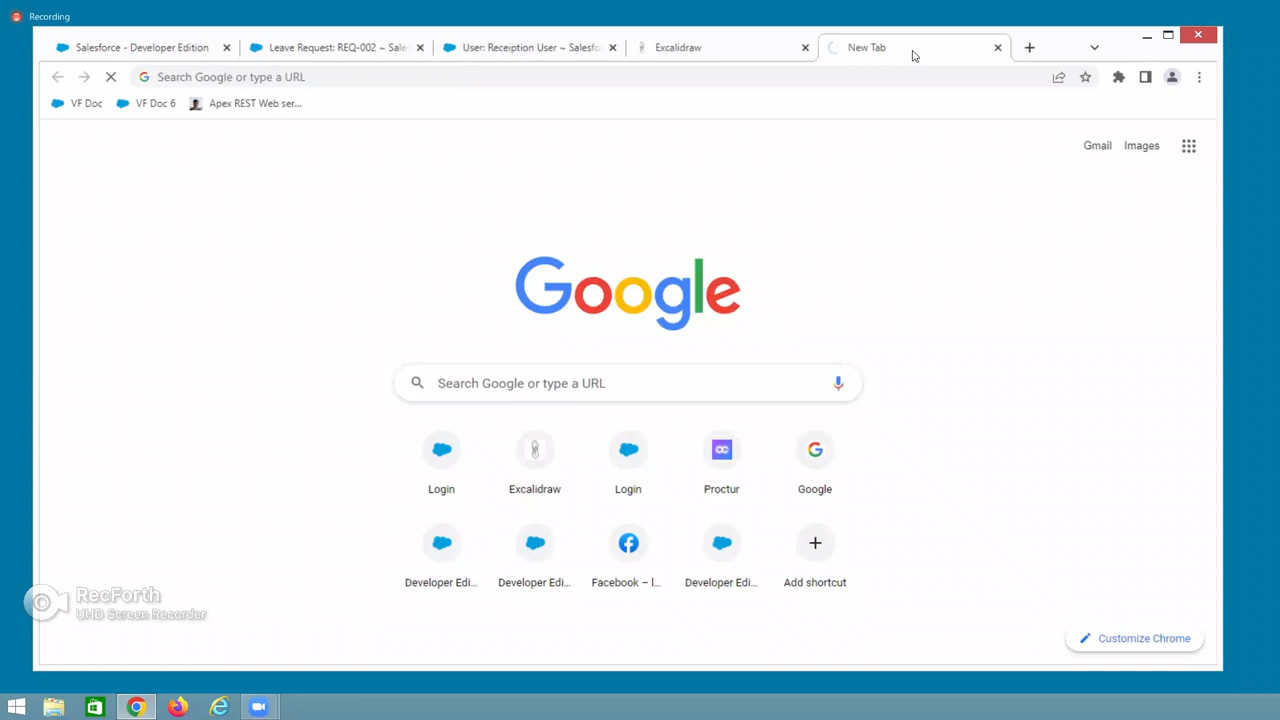 Recording
Salesforce - Developer Edition
Leave Request: REQ-002 ~ Sale
User: Receiption User ~ Salesfo
Excalidraw
New Tab
Search Google or type a URL
VF Doc
VF Doc 6
Apex REST Web ser...
Gmail
Images
Google
Search Google or type a URL
Login
Excalidraw
Login
Proctur
Google
Developer Edi...
Developer Edi...
Facebook – l...
Developer Edi...
Add shortcut
RecForth
UHD Screen Recorder
Customize Chrome